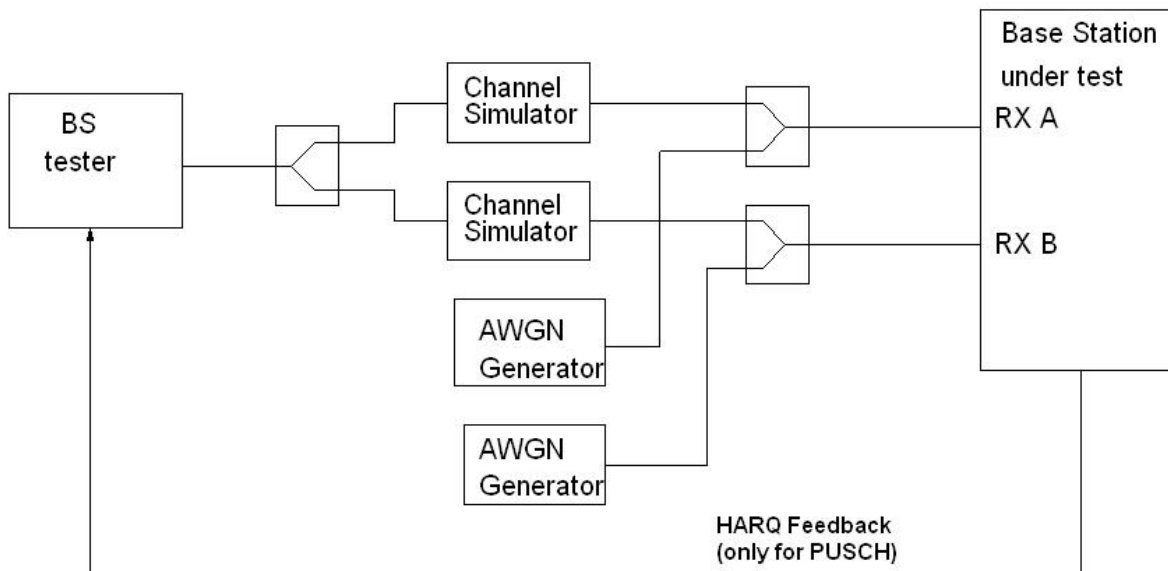 BS
tester
Channel
Simulator
Channel
Simulator
AWGN
Generator
AWGN
Generator
Base Station
under test
RX A
RX B
HARQ Feedback
(only for PUSCH)